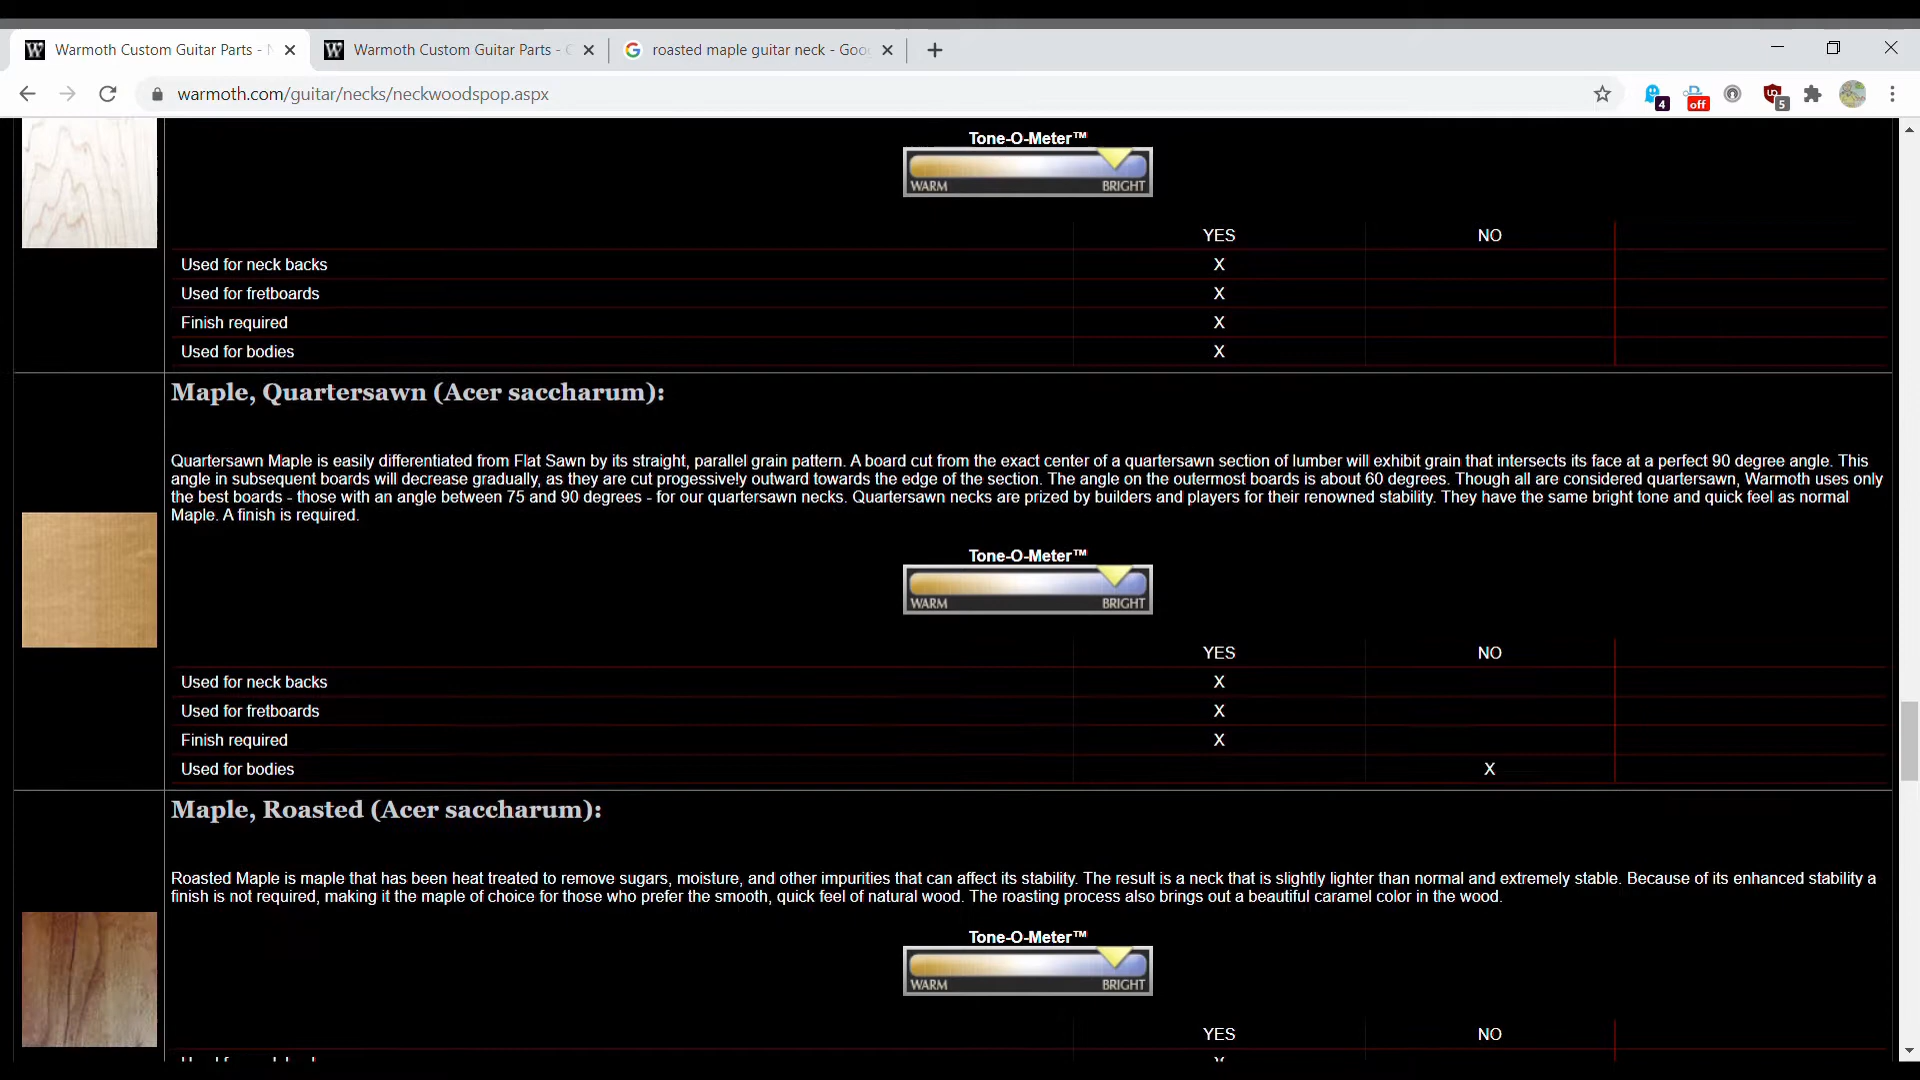 Warmoth Custom Guitar Parts - N
Warmoth Custom Guitar Parts - G
roasted maple guitar neck - Goog
warmoth.com/guitar/necks/neckwoodspop.aspx
4
off
5
Tone-O-Meter™
WARM BRIGHT
YES NO
Used for neck backs X
Used for fretboards X
Finish required X
Used for bodies X
Maple, Quartersawn (Acer saccharum):
Quartersawn Maple is easily differentiated from Flat Sawn by its straight, parallel grain pattern. A board cut from the exact center of a quartersawn section of lumber will exhibit grain that intersects its face at a perfect 90 degree angle. This
angle in subsequent boards will decrease gradually, as they are cut progessively outward towards the edge of the section. The angle on the outermost boards is about 60 degrees. Though all are considered quartersawn, Warmoth uses only
the best boards - those with an angle between 75 and 90 degrees - for our quartersawn necks. Quartersawn necks are prized by builders and players for their renowned stability. They have the same bright tone and quick feel as normal
Maple. A finish is required.
Tone-O-Meter™
WARM BRIGHT
YES NO
Used for neck backs X
Used for fretboards X
Finish required X
Used for bodies X
Maple, Roasted (Acer saccharum):
Roasted Maple is maple that has been heat treated to remove sugars, moisture, and other impurities that can affect its stability. The result is a neck that is slightly lighter than normal and extremely stable. Because of its enhanced stability a
finish is not required, making it the maple of choice for those who prefer the smooth, quick feel of natural wood. The roasting process also brings out a beautiful caramel color in the wood.
Tone-O-Meter™
WARM BRIGHT
YES NO